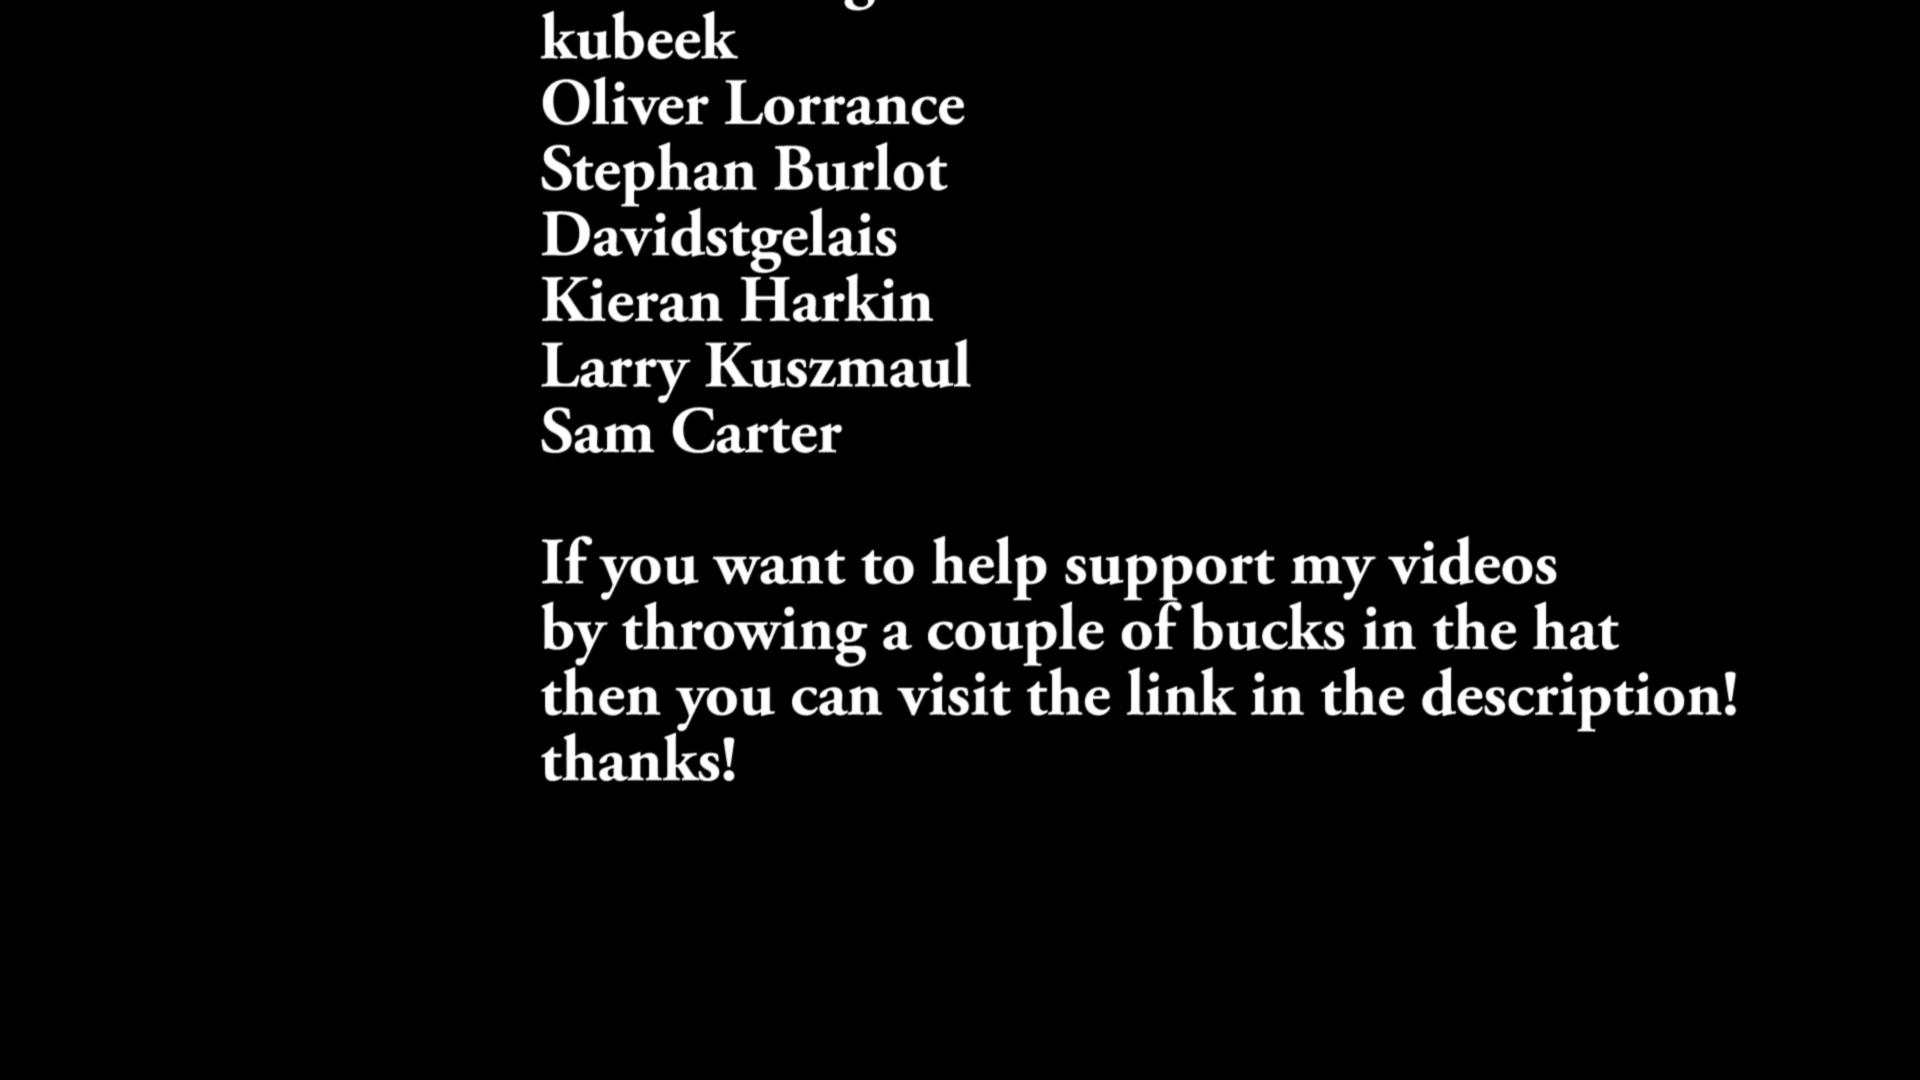 kubeek
Oliver Lorrance
Stephan Burlot
Davidstgelais
Kieran Harkin
Larry Kuszmaul
Sam Carter
If you want to help support my videos
by throwing a couple of bucks in the hat
then you can visit the link in the description!
thanks!